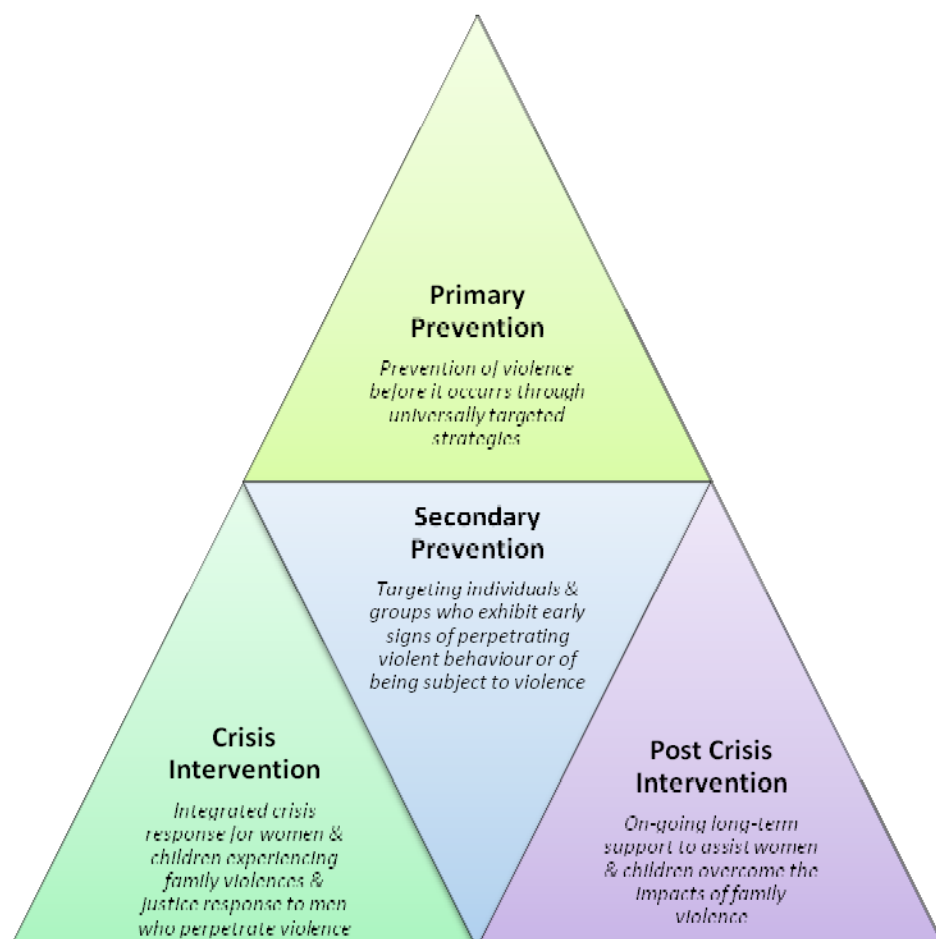 Primary
Prevention
Prevention of violence
before it occurrs through
universally targeted
strategies
Secondary
Prevention
Targeting individuals &
groups who exhibit early
signs of perpetrating
violent behaviour or of
being subject to violence
Crisis
Intervention
Integrated crisis
response for women &
children experiencing
family violences &
justice response to men
who perpetrate violence
Post Crisis
Intervention
On-going long-term
support to assist women
& children overcome the
impacts of family
violence